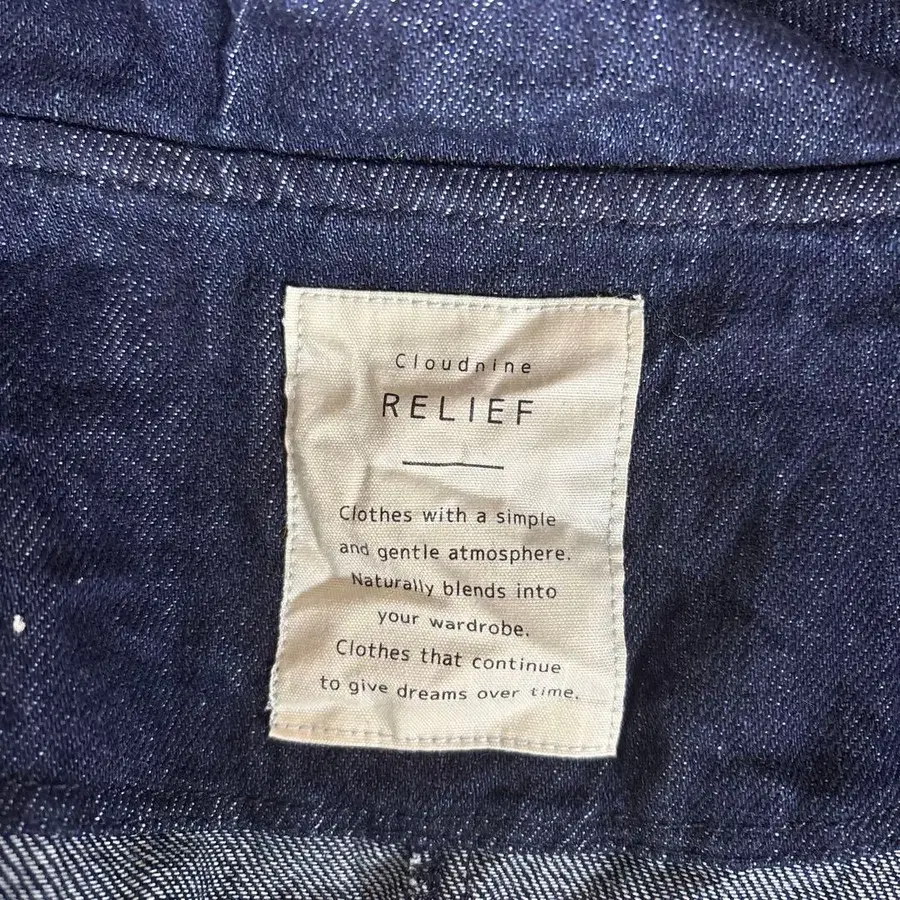 Cloudnine
RELIEF
Clothes with a simple
and gentle atmosphere.
Naturally blends into
your wardrobe.
Clothes that continue
to give dreams over time.